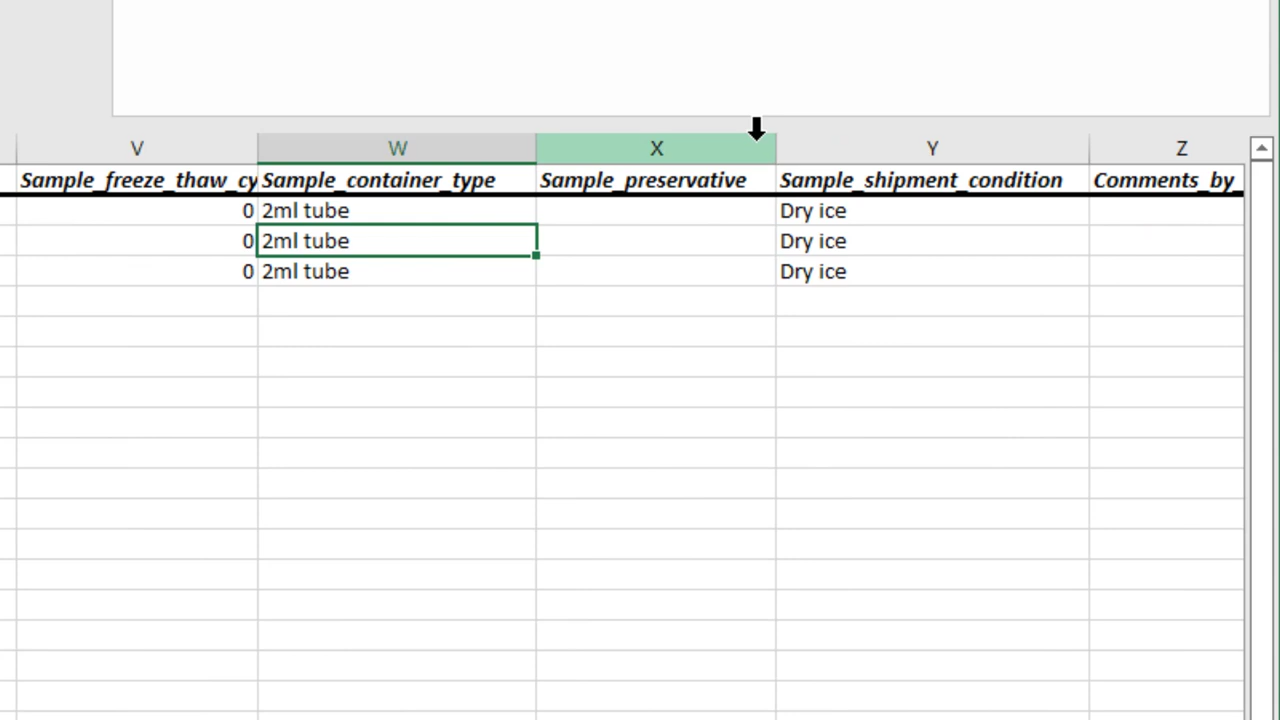 V W X Y Z
Sample_freeze_thaw_cy Sample_container_type Sample_preservative Sample_shipment_condition Comments_by_
0 2ml tube Dry ice
0 2ml tube Dry ice
0 2ml tube Dry ice